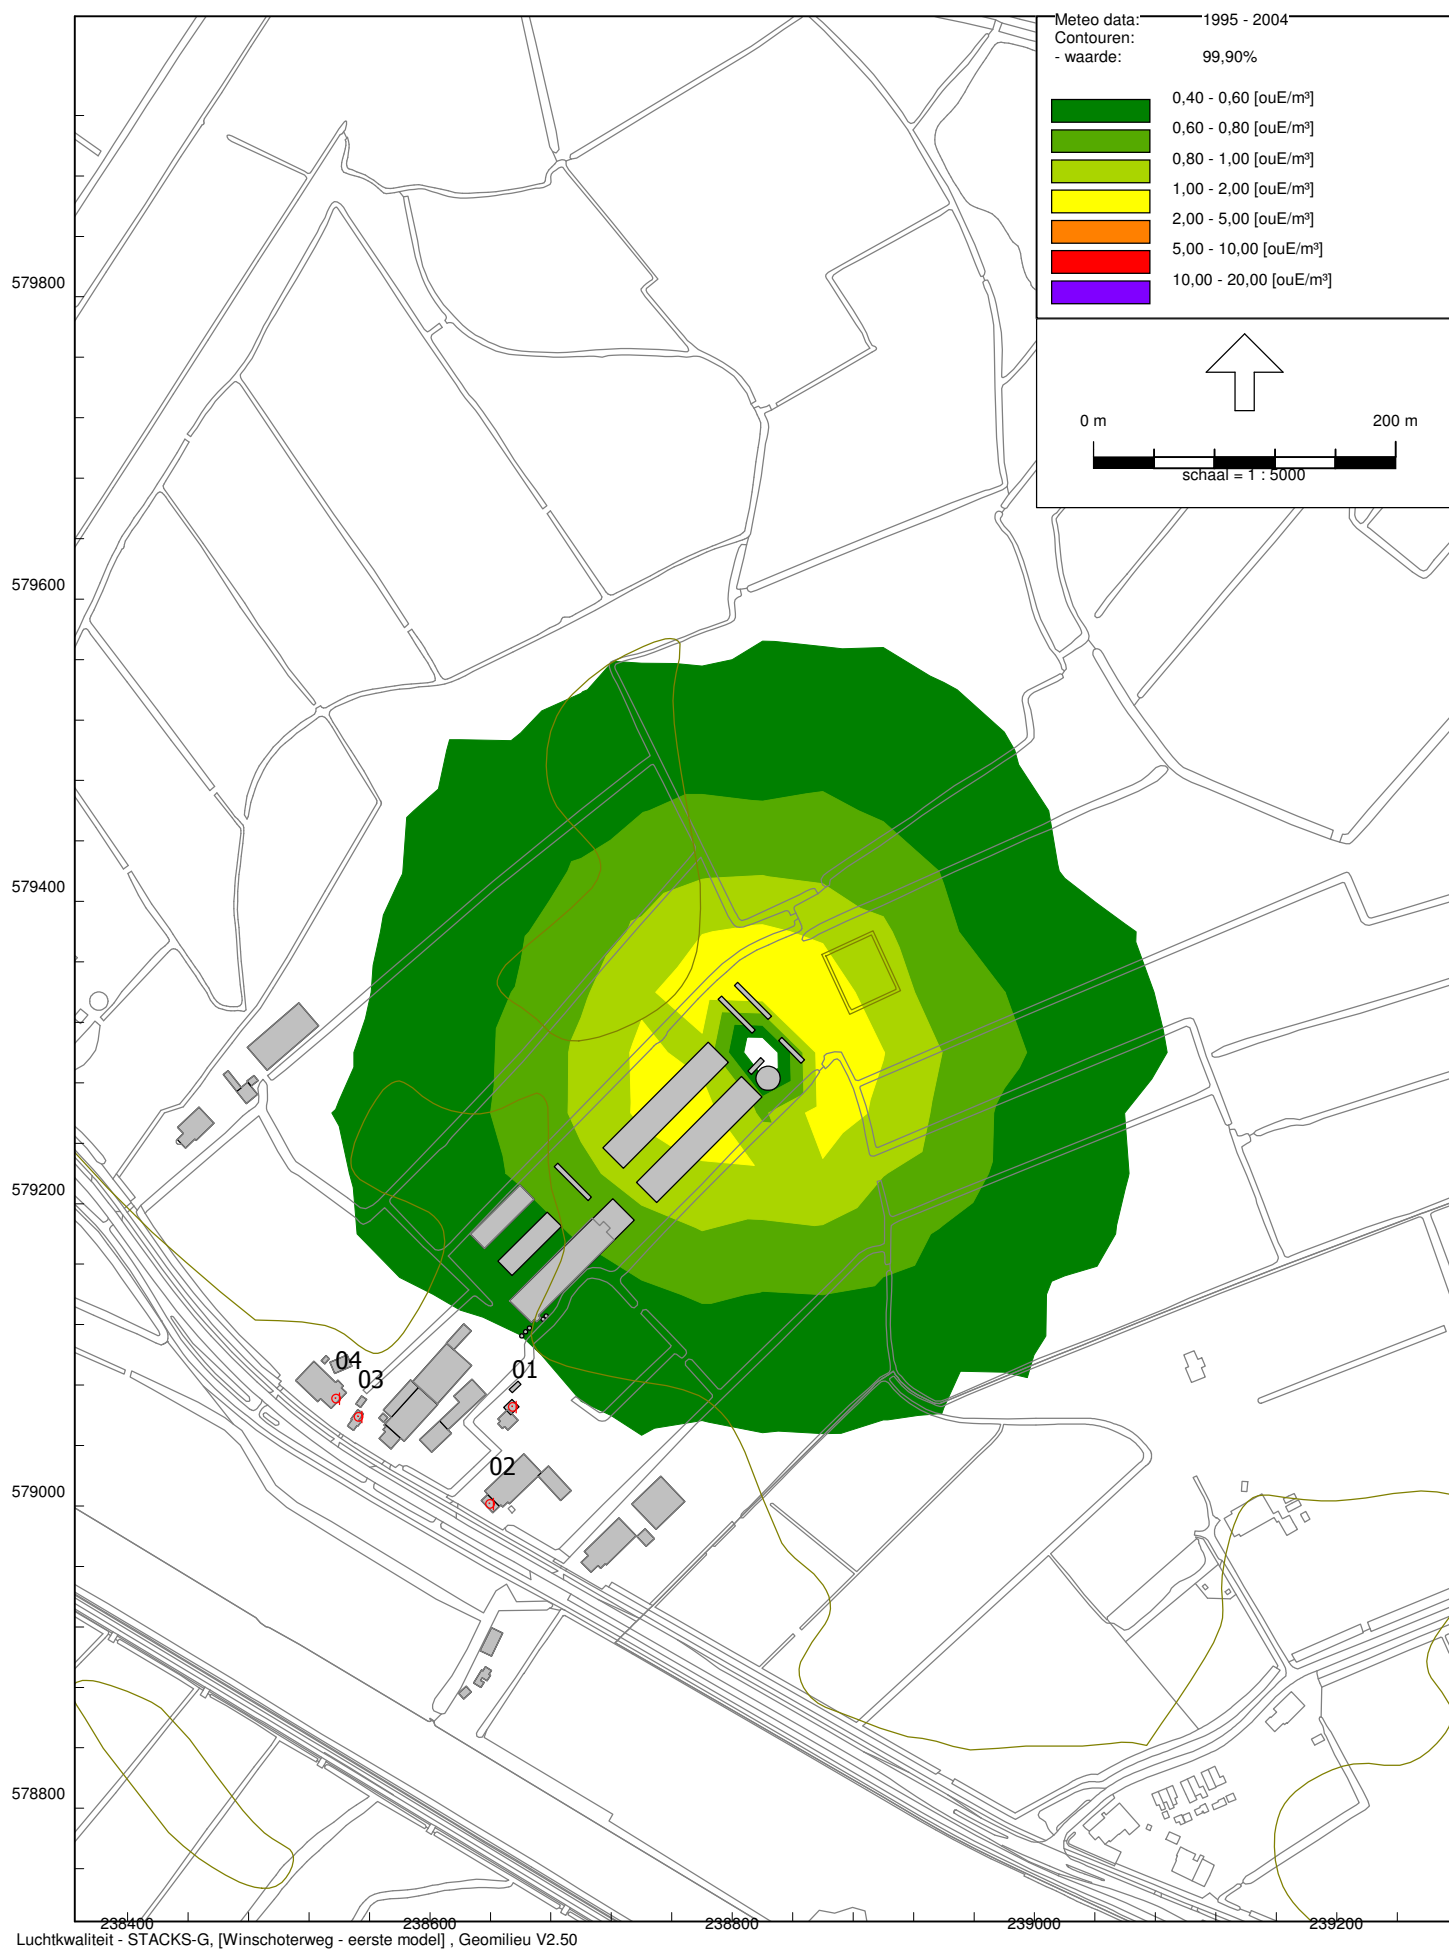 Meteo data: 1995 - 2004
Contouren:
- waarde: 99,90%
0,40 - 0,60 [ouE/m³]
0,60 - 0,80 [ouE/m³]
0,80 - 1,00 [ouE/m³]
1,00 - 2,00 [ouE/m³]
2,00 - 5,00 [ouE/m³]
5,00 - 10,00 [ouE/m³]
10,00 - 20,00 [ouE/m³]
0 m 200 m
schaal = 1 : 5000
579800
579600
579400
579200
579000
578800
04
03
01
02
238400 238600 238800 239000 239200
Luchtkwaliteit - STACKS-G, [Winschoterweg - eerste model] , Geomilieu V2.50